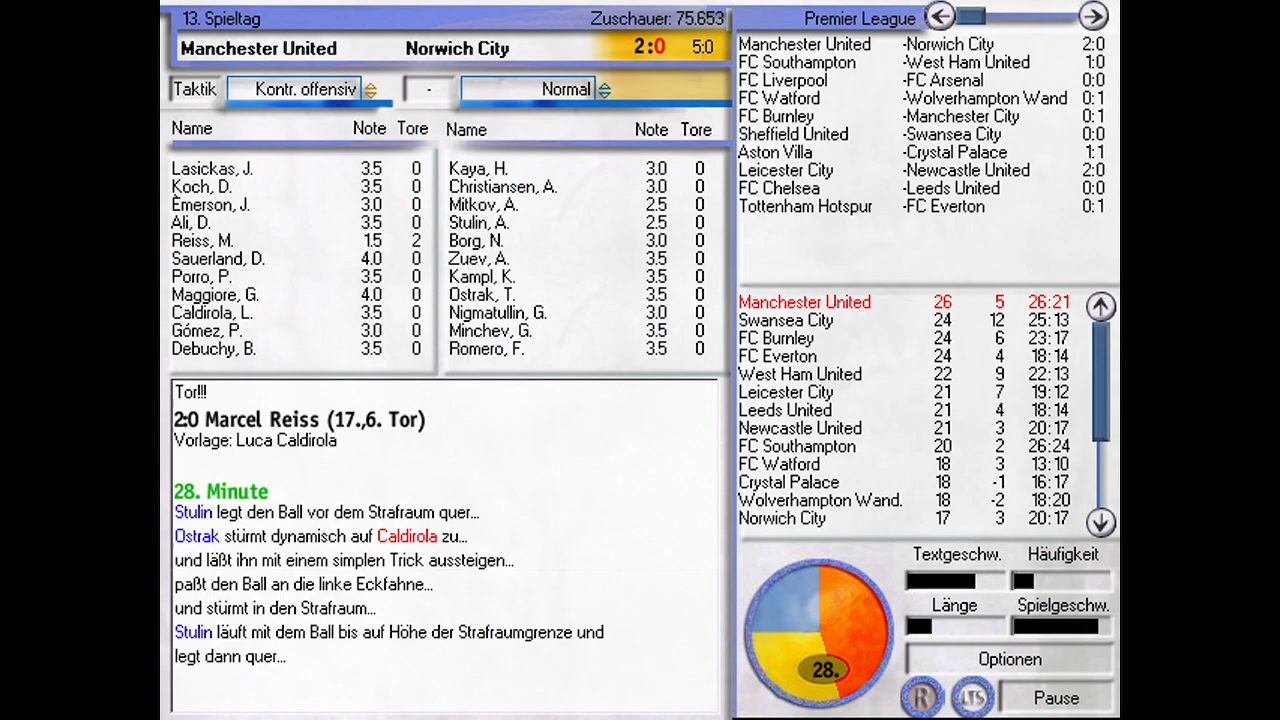 13. Spieltag Zuschauer: 75.653
Manchester United Norwich City 2:0 5:0
Taktik Kontr. offensiv - Normal
Name Note Tore Name Note Tore
Lasickas, J. 3.5 0 Kaya, H. 3.0 0
Koch, D. 3.5 0 Christiansen, A. 3.0 0
Èmerson, J. 3.0 0 Mitkov, A. 2.5 0
Ali, D. 3.5 0 Stulin, A. 2.5 0
Reiss, M. 1.5 2 Borg, N. 3.0 0
Sauerland, D. 4.0 0 Zuev, A. 3.5 0
Porro, P. 3.5 0 Kampl, K. 3.5 0
Maggiore, G. 4.0 0 Ostrak, T. 3.5 0
Caldirola, L. 3.5 0 Nigmatullin, G. 3.0 0
Gómez, P. 3.0 0 Minchev, G. 3.5 0
Debuchy, B. 3.5 0 Romero, F. 3.5 0
Tor!!!
2:0 Marcel Reiss (17.,6. Tor)
Vorlage: Luca Caldirola
28. Minute
Stulin legt den Ball vor dem Strafraum quer...
Ostrak stürmt dynamisch auf Caldirola zu...
und läßt ihn mit einem simplen Trick aussteigen...
paßt den Ball an die linke Eckfahne...
und stürmt in den Strafraum...
Stulin läuft mit dem Ball bis auf Höhe der Strafraumgrenze und
legt dann quer...
Premier League
Manchester United -Norwich City 2:0
FC Southampton -West Ham United 1:0
FC Liverpool -FC Arsenal 0:0
FC Watford -Wolverhampton Wand 0:1
FC Burnley -Manchester City 0:1
Sheffield United -Swansea City 0:0
Aston Villa -Crystal Palace 1:1
Leicester City -Newcastle United 2:0
FC Chelsea -Leeds United 0:0
Tottenham Hotspur -FC Everton 0:1
Manchester United 26 5 26:21
Swansea City 24 12 25:13
FC Burnley 24 6 23:17
FC Everton 24 4 18:14
West Ham United 22 9 22:13
Leicester City 21 7 19:12
Leeds United 21 4 18:14
Newcastle United 21 3 20:17
FC Southampton 20 2 26:24
FC Watford 18 3 13:10
Crystal Palace 18 -1 16:17
Wolverhampton Wand. 18 -2 18:20
Norwich City 17 3 20:17
Textgeschw. Häufigkeit
Länge Spielgeschw.
28.
Optionen
R LTS Pause